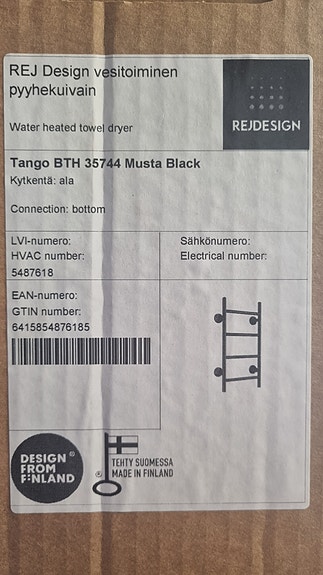 REJ Design vesitoiminen
pyyhekuivain
Water heated towel dryer
REJDESIGN
Tango BTH 35744 Musta Black
Kytkentä: ala
Connection: bottom
LVI-numero:
HVAC number:
5487618
Sähkönumero:
Electrical number:
EAN-numero:
GTIN number:
6415854876185
DESIGN ®
FROM
FINLAND
TEHTY SUOMESSA
® MADE IN FINLAND